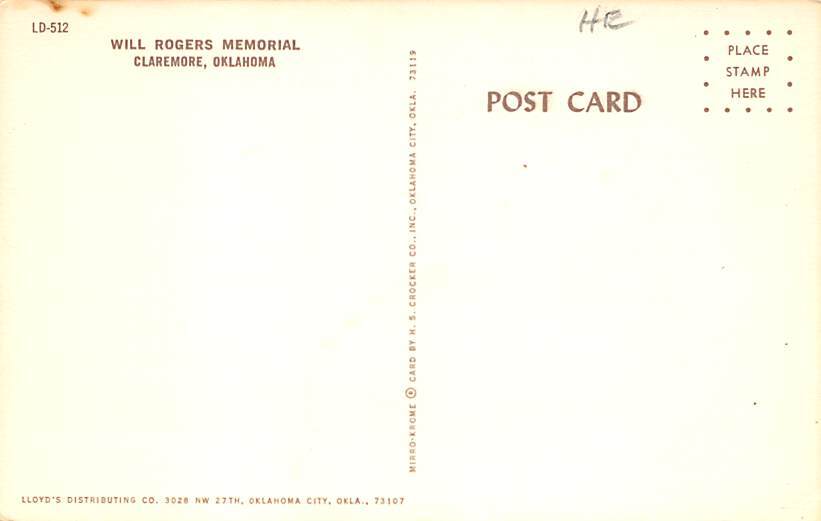 LD-512
WILL ROGERS MEMORIAL
CLAREMORE, OKLAHOMA
LLOYD'S DISTRIBUTING CO. 3028 NW 27TH, OKLAHOMA CITY, OKLA., 73107
MIRRO-KROME ® CARD BY H. S. CROCKER CO., INC., OKLAHOMA CITY, OKLA. 73119
HE
POST CARD
PLACE
STAMP
HERE